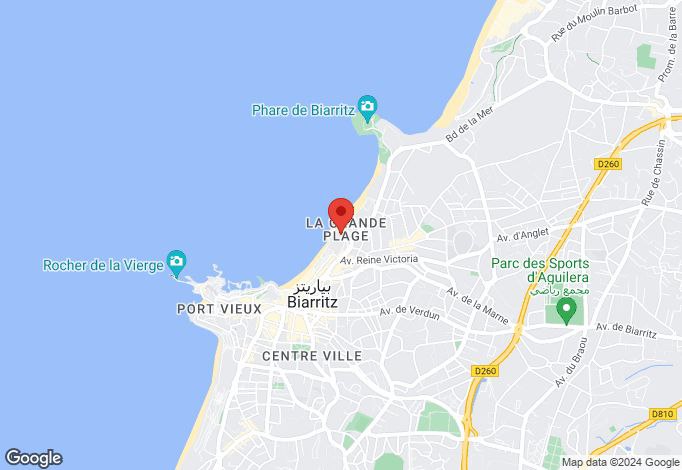 Rue du Moulin Barbot
Prom. de la Barre
Phare de Biarritz
Bd de la Mer
D260
Rue de Chassin
LA GRANDE
PLAGE
Av. d'Anglet
Av. Reine Victoria
Rocher de la Vierge
Parc des Sports
d'Aguilera
مجمع رياضي
بياريتز
Biarritz
PORT VIEUX
Av. de la Marne
Av. de Verdun
Av. de Biarritz
CENTRE VILLE
Av. du Braou
D260
D810
Google
Map data ©2024 Google